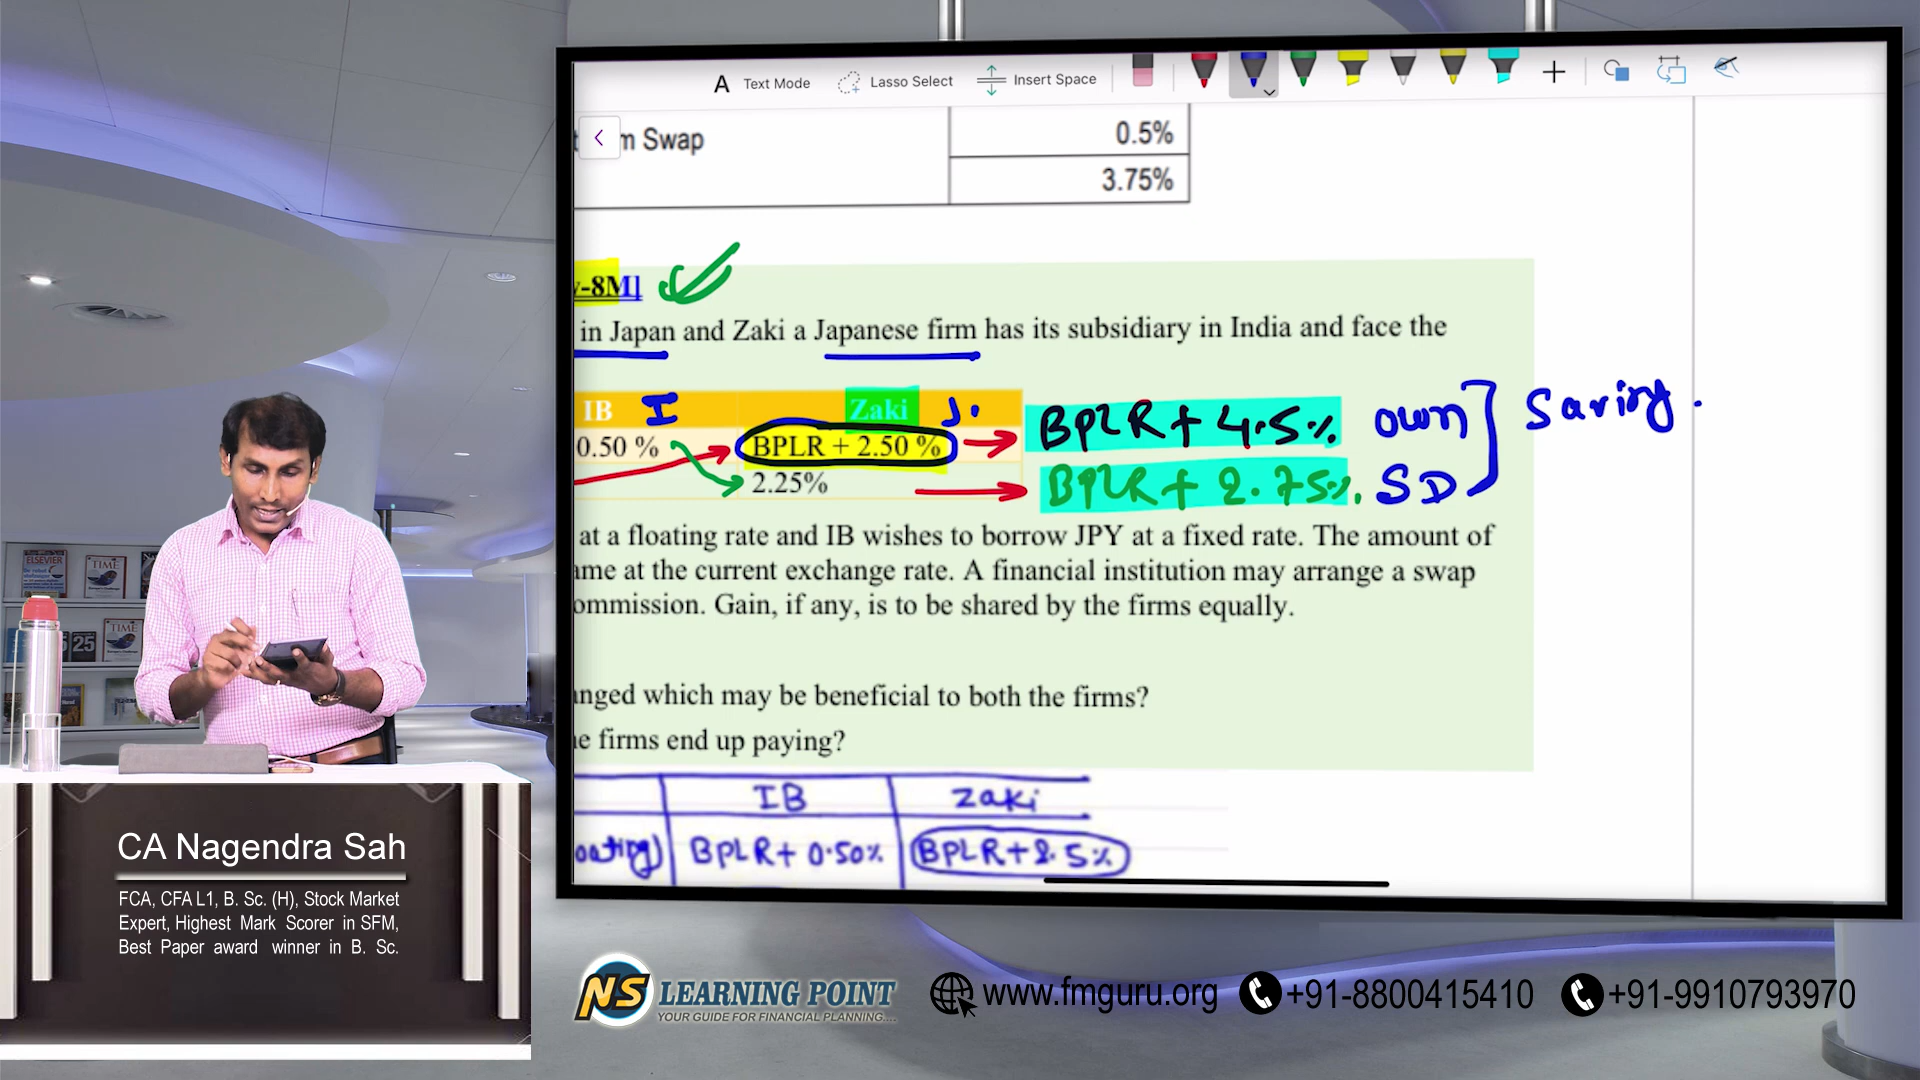 A Text Mode Lasso Select Insert Space
m Swap 0.5%
3.75%
-8M]
in Japan and Zaki a Japanese firm has its subsidiary in India and face the
IB I Zaki J.
0.50 % BPLR + 2.50 % BPLR + 4.5% own Saving.
2.25% BPLR + 2.75%. SD
at a floating rate and IB wishes to borrow JPY at a fixed rate. The amount of
ame at the current exchange rate. A financial institution may arrange a swap
ommission. Gain, if any, is to be shared by the firms equally.
anged which may be beneficial to both the firms?
e firms end up paying?
IB Zaki
oating) BPLR + 0.50% BPLR + 2.5%
ELSEVIER
TIME
TIME
25
CA Nagendra Sah
FCA, CFA L1, B. Sc. (H), Stock Market
Expert, Highest Mark Scorer in SFM,
Best Paper award winner in B. Sc.
NS LEARNING POINT
YOUR GUIDE FOR FINANCIAL PLANNING....
www.fmguru.org +91-8800415410 +91-9910793970